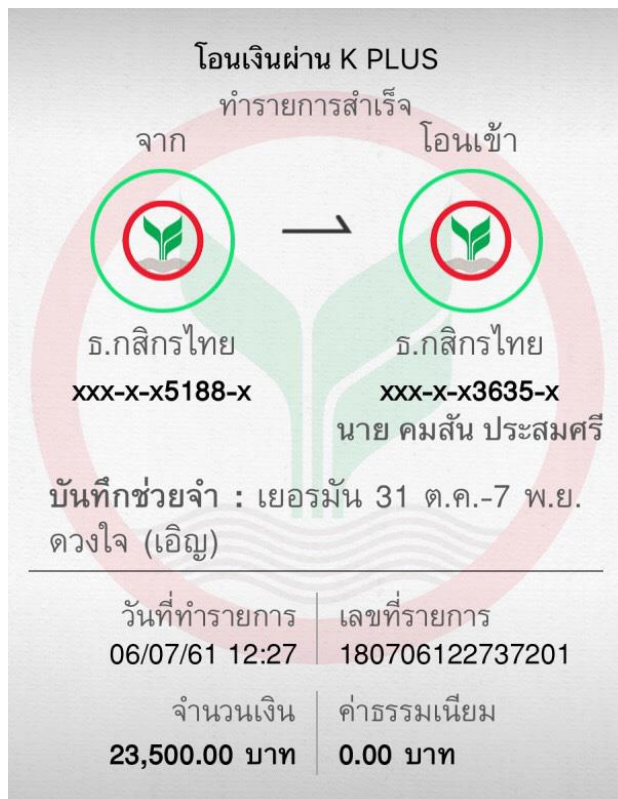 โอนเงินผ่าน K PLUS
ทำรายการสำเร็จ
จาก
โอนเข้า
ธ.กสิกรไทย
ธ.กสิกรไทย
xxx-x-x5188-x
xxx-x-x3635-x
นาย คมสัน ประสมศรี
บันทึกช่วยจำ : เยอรมัน 31 ต.ค.-7 พ.ย.
ดวงใจ (เอิญ)
วันที่ทำรายการ
เลขที่รายการ
06/07/61 12:27
180706122737201
จำนวนเงิน
ค่าธรรมเนียม
23,500.00 บาท
0.00 บาท